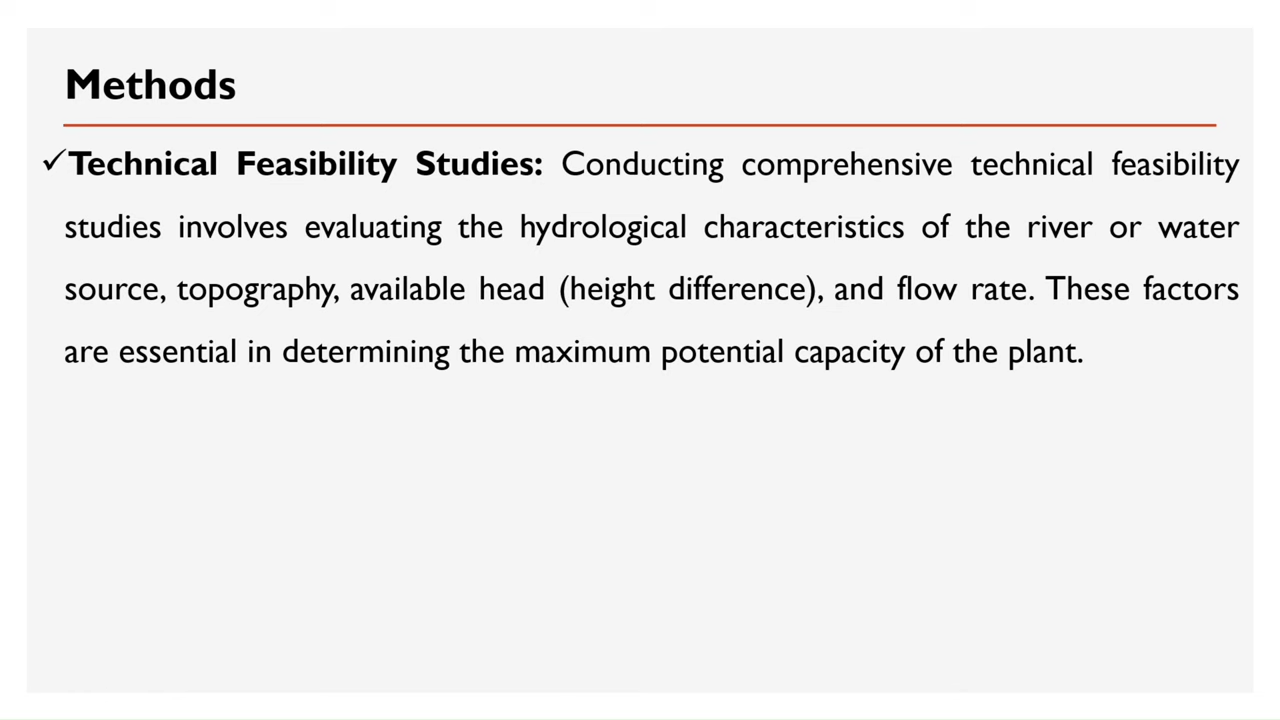 Methods
✓Technical Feasibility Studies: Conducting comprehensive technical feasibility
studies involves evaluating the hydrological characteristics of the river or water
source, topography, available head (height difference), and flow rate. These factors
are essential in determining the maximum potential capacity of the plant.